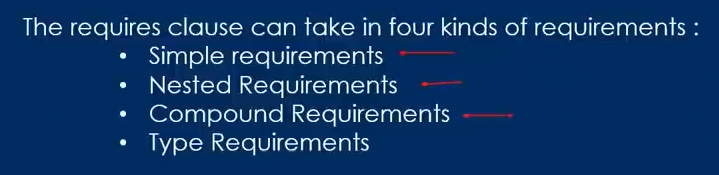 The requires clause can take in four kinds of requirements :
• Simple requirements
• Nested Requirements
• Compound Requirements
• Type Requirements